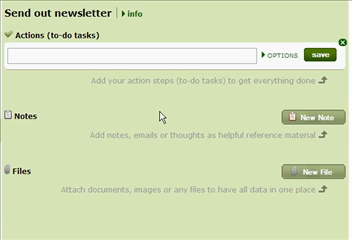 Send out newsletter info
Actions (to-do tasks)
OPTIONS save
Add your action steps (to-do tasks) to get everything done
Notes New Note
Add notes, emails or thoughts as helpful reference material
Files New File
Attach documents, images or any files to have all data in one place